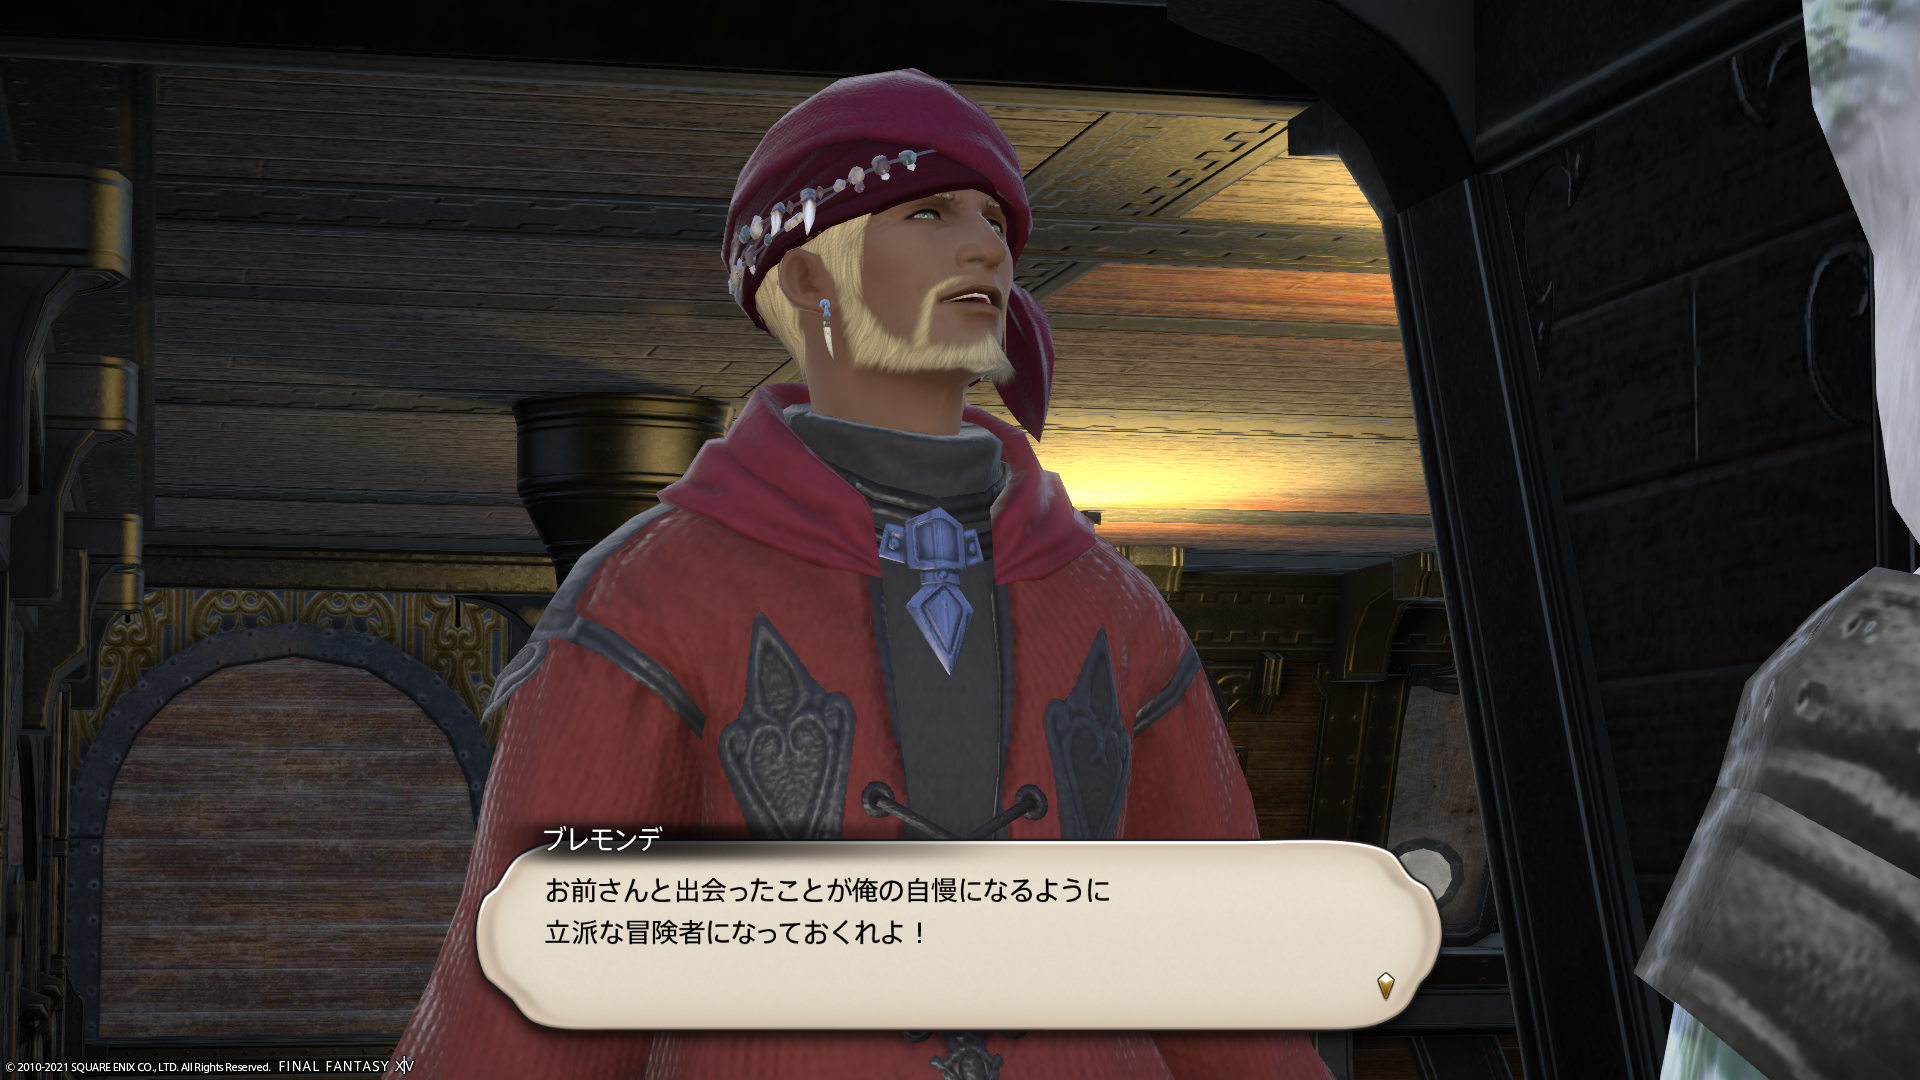 ブレモンデ
お前さんと出会ったことが俺の自慢になるように
立派な冒険者になっておくれよ！
© 2010-2021 SQUARE ENIX CO., LTD. All Rights Reserved. FINAL FANTASY XIV